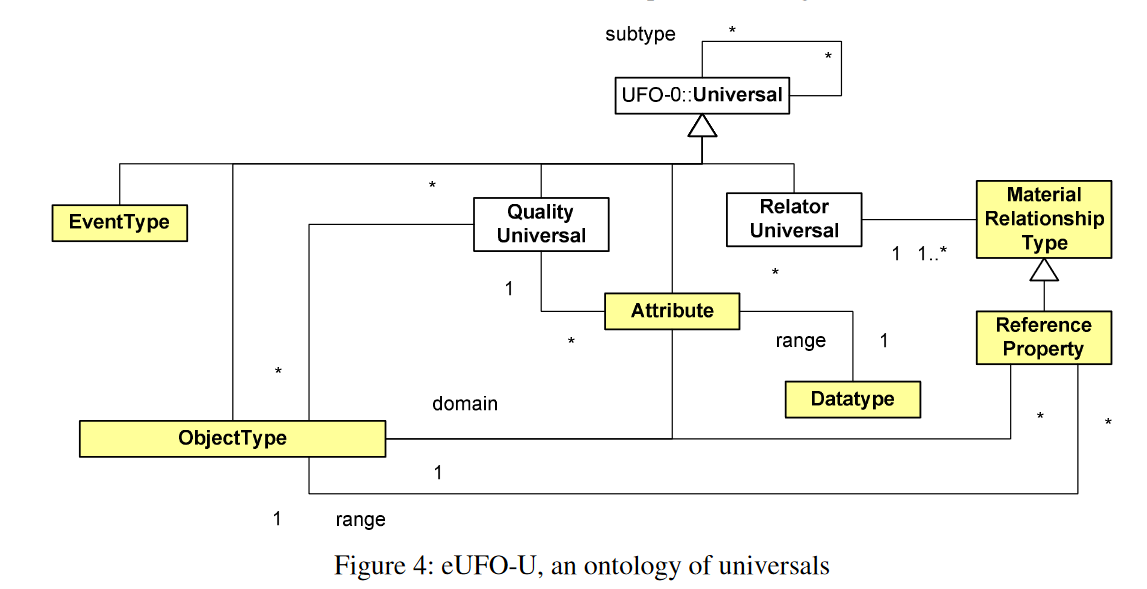 subtype
*
*
UFO-0::Universal
*
EventType
Quality
Universal
Relator
Universal
Material
Relationship
Type
1
1..*
1
*
Attribute
*
range
1
Reference
Property
*
Datatype
domain
*
*
ObjectType
1
1
range
Figure 4: eUFO-U, an ontology of universals